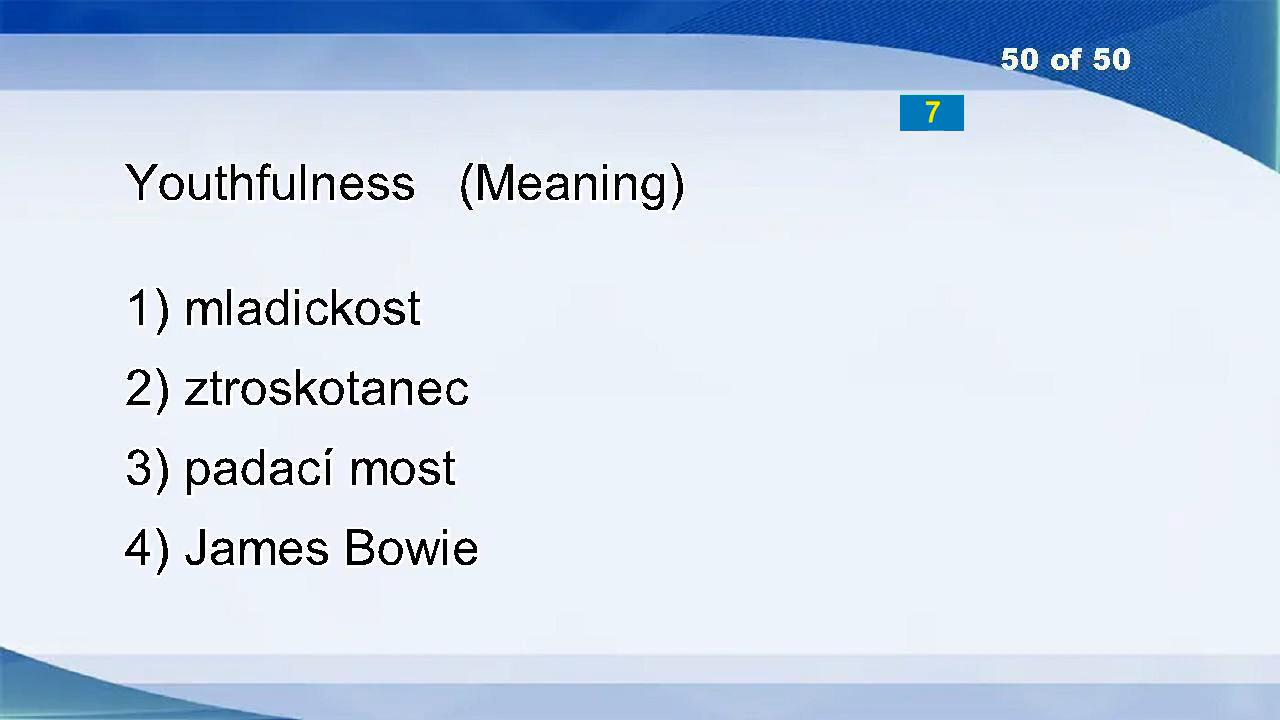 50 of 50
7
Youthfulness (Meaning)
1) mladickost
2) ztroskotanec
3) padací most
4) James Bowie